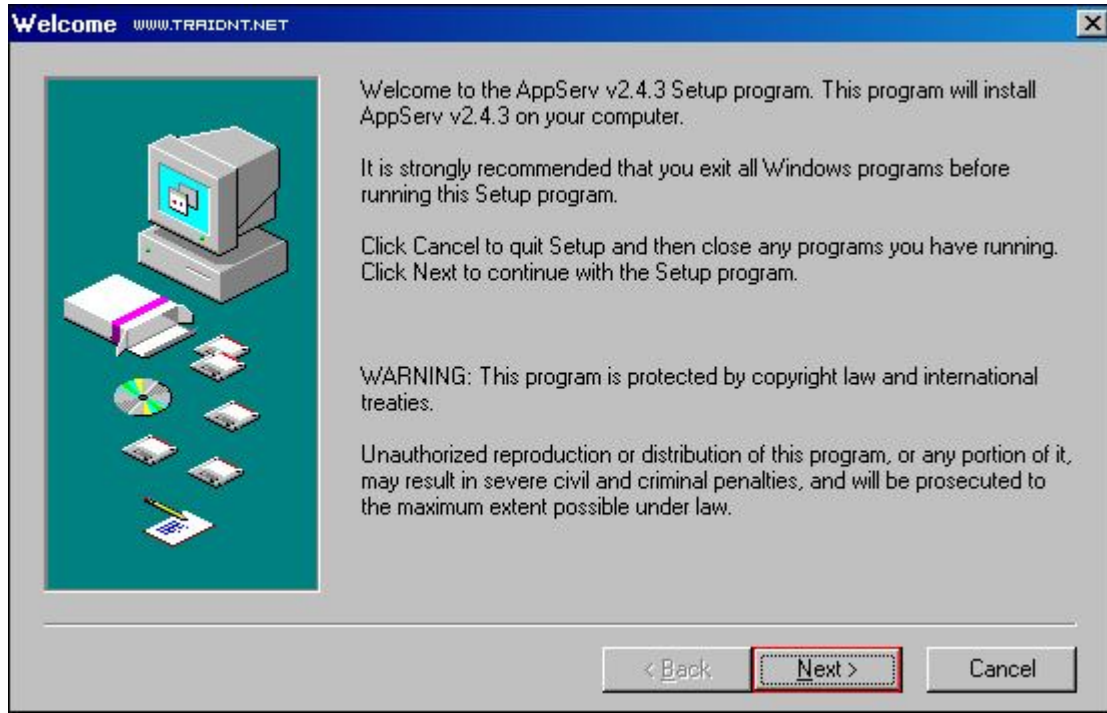 Welcome WWW.TRAIDNT.NET
Welcome to the AppServ v2.4.3 Setup program. This program will install
AppServ v2.4.3 on your computer.
It is strongly recommended that you exit all Windows programs before
running this Setup program.
Click Cancel to quit Setup and then close any programs you have running.
Click Next to continue with the Setup program.
WARNING: This program is protected by copyright law and international
treaties.
Unauthorized reproduction or distribution of this program, or any portion of it,
may result in severe civil and criminal penalties, and will be prosecuted to
the maximum extent possible under law.
< Back Next > Cancel